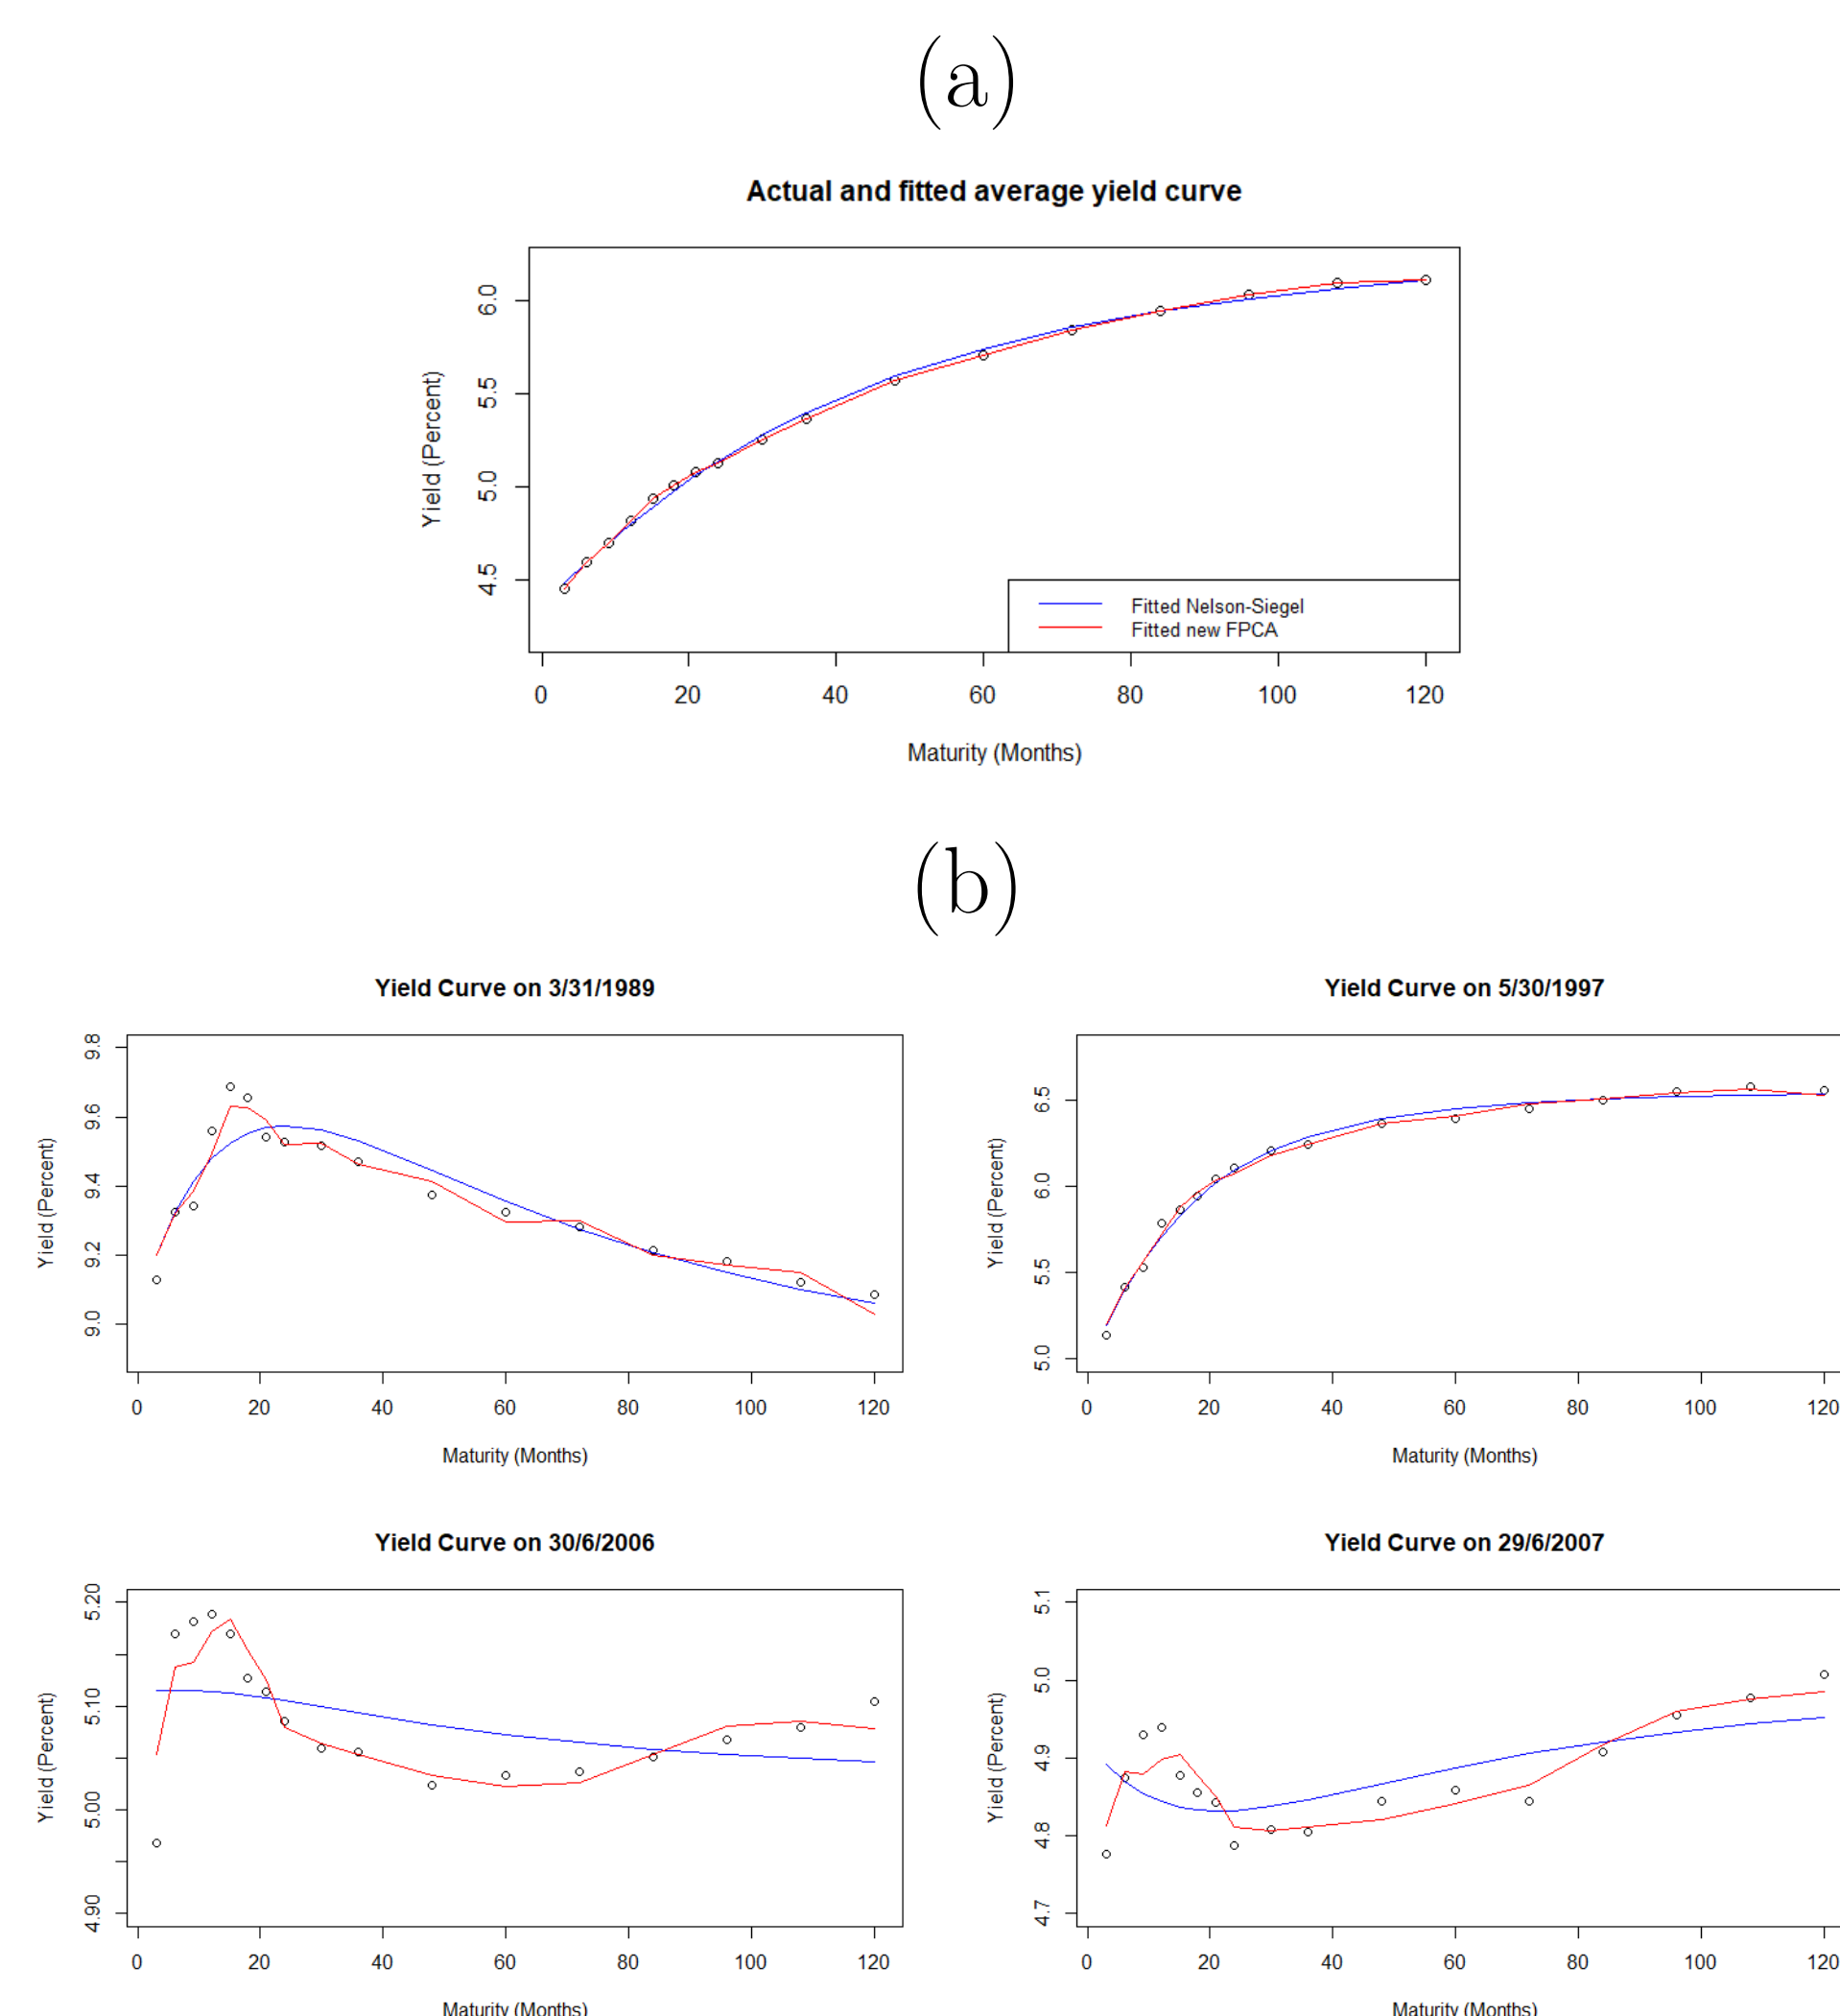 (a)
Actual and fitted average yield curve
Yield (Percent)
6.0
5.5
5.0
4.5
Fitted Nelson-Siegel
Fitted new FPCA
0 20 40 60 80 100 120
Maturity (Months)
(b)
Yield Curve on 3/31/1989
Yield (Percent)
9.8
9.6
9.4
9.2
9.0
0 20 40 60 80 100 120
Maturity (Months)
Yield Curve on 5/30/1997
Yield (Percent)
6.5
6.0
5.5
5.0
0 20 40 60 80 100 120
Maturity (Months)
Yield Curve on 30/6/2006
Yield (Percent)
5.20
5.10
5.00
4.90
0 20 40 60 80 100 120
Maturity (Months)
Yield Curve on 29/6/2007
Yield (Percent)
5.1
5.0
4.9
4.8
4.7
0 20 40 60 80 100 120
Maturity (Months)